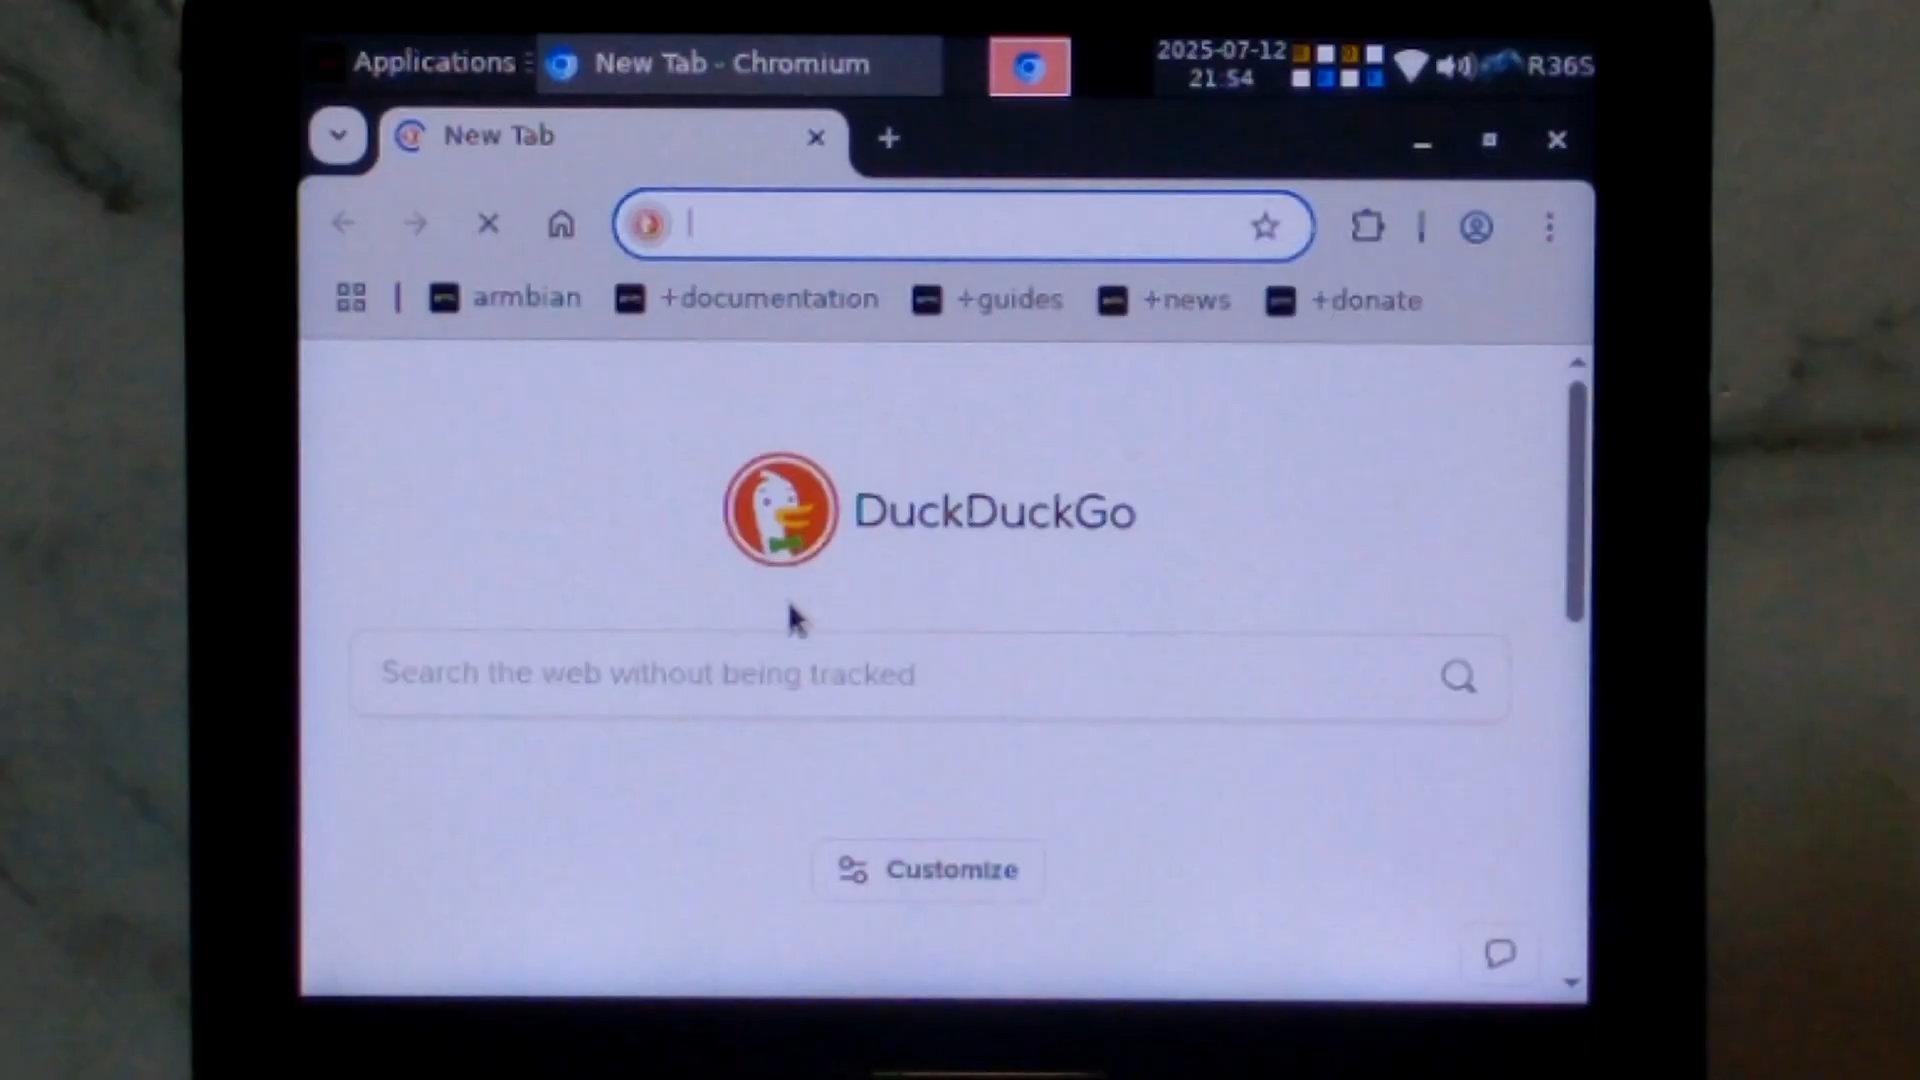 Applications
New Tab - Chromium
2025-07-12
21:54
R36S
New Tab
armbian
+documentation
+guides
+news
+donate
DuckDuckGo
Search the web without being tracked
Customize